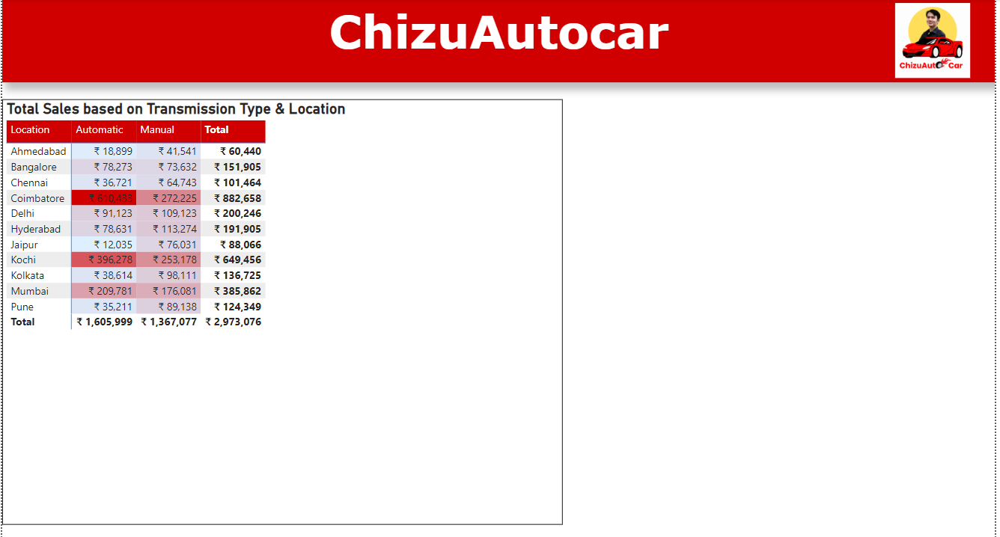 ChizuAutocar
ChizuAuto Car
Total Sales based on Transmission Type & Location
Location Automatic Manual Total
Ahmedabad ₹ 18,899 ₹ 41,541 ₹ 60,440
Bangalore ₹ 78,273 ₹ 73,632 ₹ 151,905
Chennai ₹ 36,721 ₹ 64,743 ₹ 101,464
Coimbatore ₹ 610,433 ₹ 272,225 ₹ 882,658
Delhi ₹ 91,123 ₹ 109,123 ₹ 200,246
Hyderabad ₹ 78,631 ₹ 113,274 ₹ 191,905
Jaipur ₹ 12,035 ₹ 76,031 ₹ 88,066
Kochi ₹ 396,278 ₹ 253,178 ₹ 649,456
Kolkata ₹ 38,614 ₹ 98,111 ₹ 136,725
Mumbai ₹ 209,781 ₹ 176,081 ₹ 385,862
Pune ₹ 35,211 ₹ 89,138 ₹ 124,349
Total ₹ 1,605,999 ₹ 1,367,077 ₹ 2,973,076